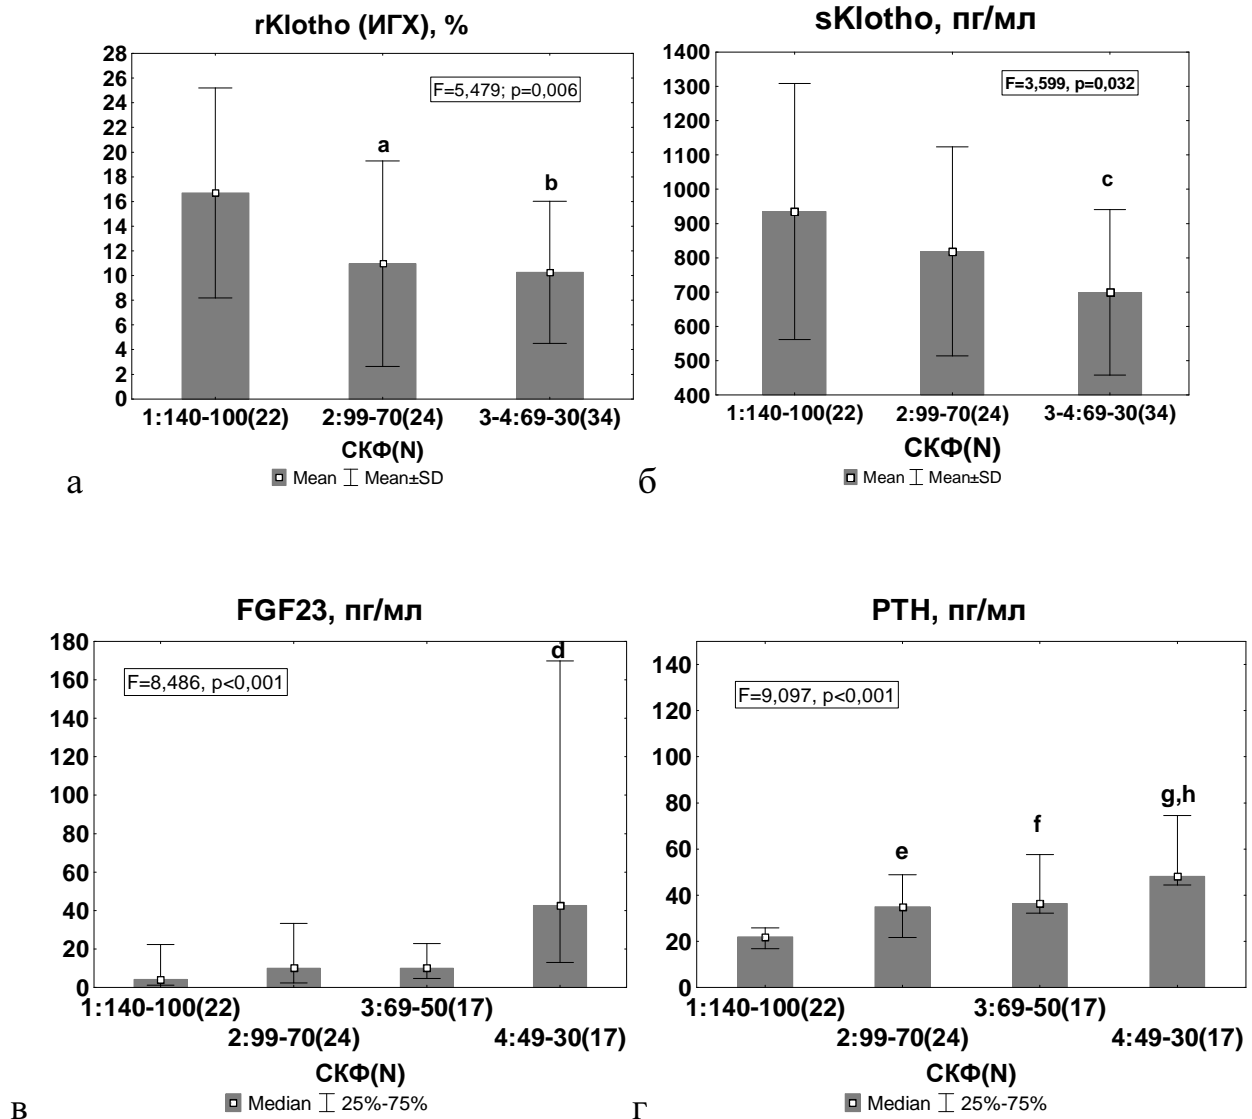 rKlotho (ИГХ), %
28
26
24
22
20
18
16
14
12
10
8
6
4
2
0
F=5,479; p=0,006
a
b
1:140-100(22) 2:99-70(24) 3-4:69-30(34)
СКФ(N)
Mean Mean±SD
а
sKlotho, пг/мл
1400
1300
1200
1100
1000
900
800
700
600
500
400
F=3,599, p=0,032
c
1:140-100(22) 2:99-70(24) 3-4:69-30(34)
СКФ(N)
Mean Mean±SD
б
FGF23, пг/мл
180
160
140
120
100
80
60
40
20
0
F=8,486, p<0,001
d
1:140-100(22) 3:69-50(17)
2:99-70(24) 4:49-30(17)
СКФ(N)
Median 25%-75%
в
PTH, пг/мл
140
120
100
80
60
40
20
0
F=9,097, p<0,001
e
f
g,h
1:140-100(22) 3:69-50(17)
2:99-70(24) 4:49-30(17)
СКФ(N)
Median 25%-75%
г